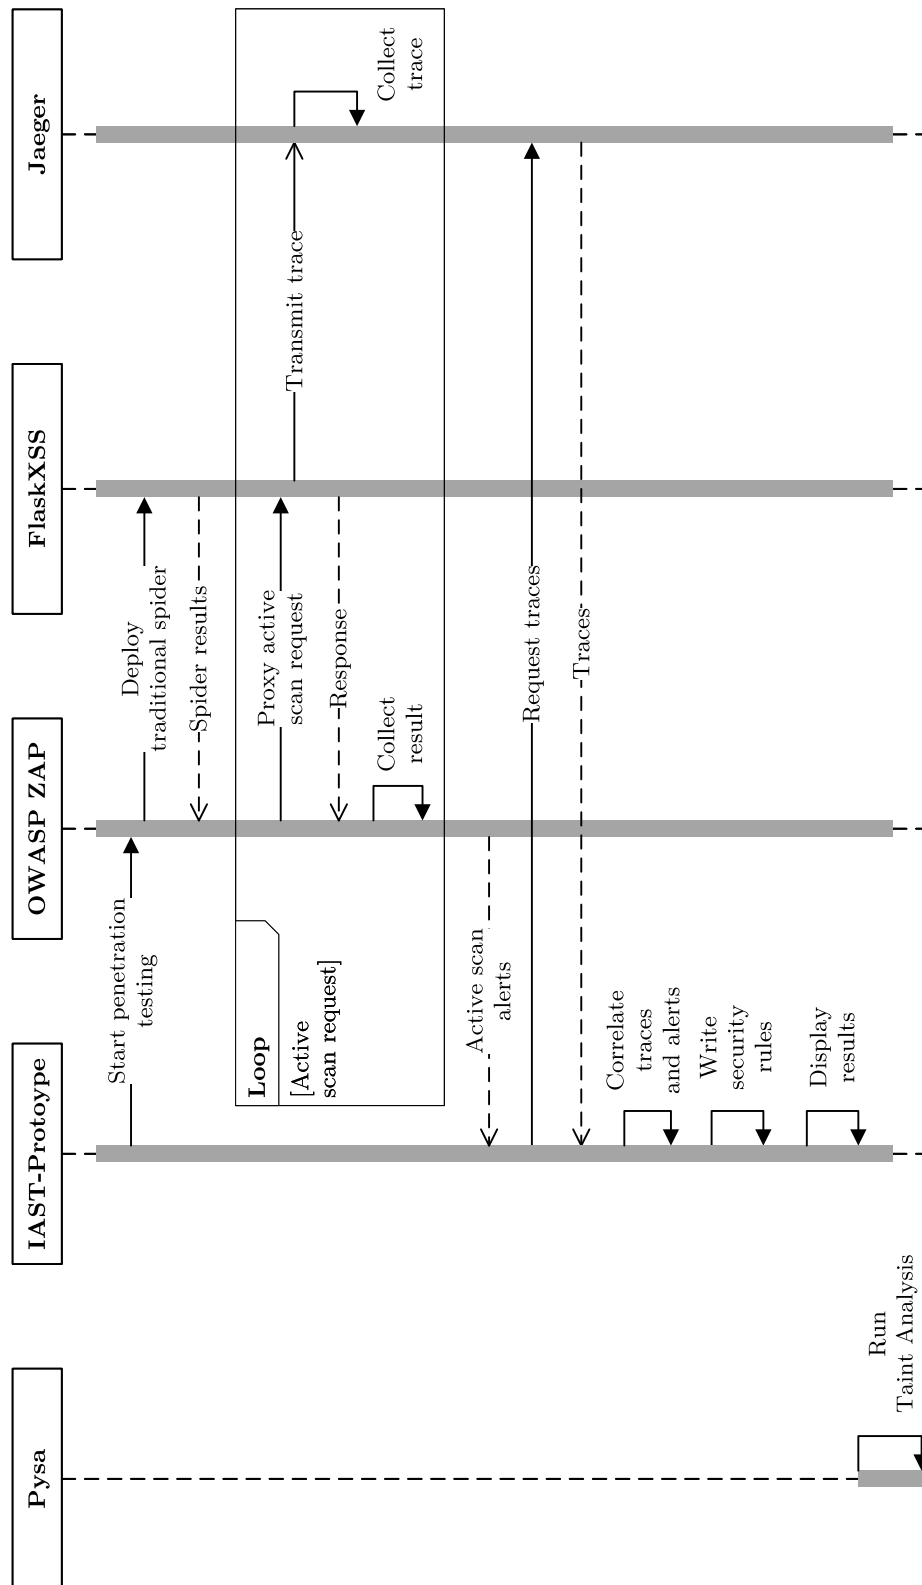 Pysa
IAST-Protoype
OWASP ZAP
FlaskXSS
Jaeger
Start penetration
testing
Deploy
traditional spider
Spider results
Loop
[Active
scan request]
Proxy active
scan request
Transmit trace
Response
Collect
trace
Collect
result
Active scan
alerts
Request traces
Traces
Correlate
traces
and alerts
Write
security
rules
Display
results
Run
Taint Analysis